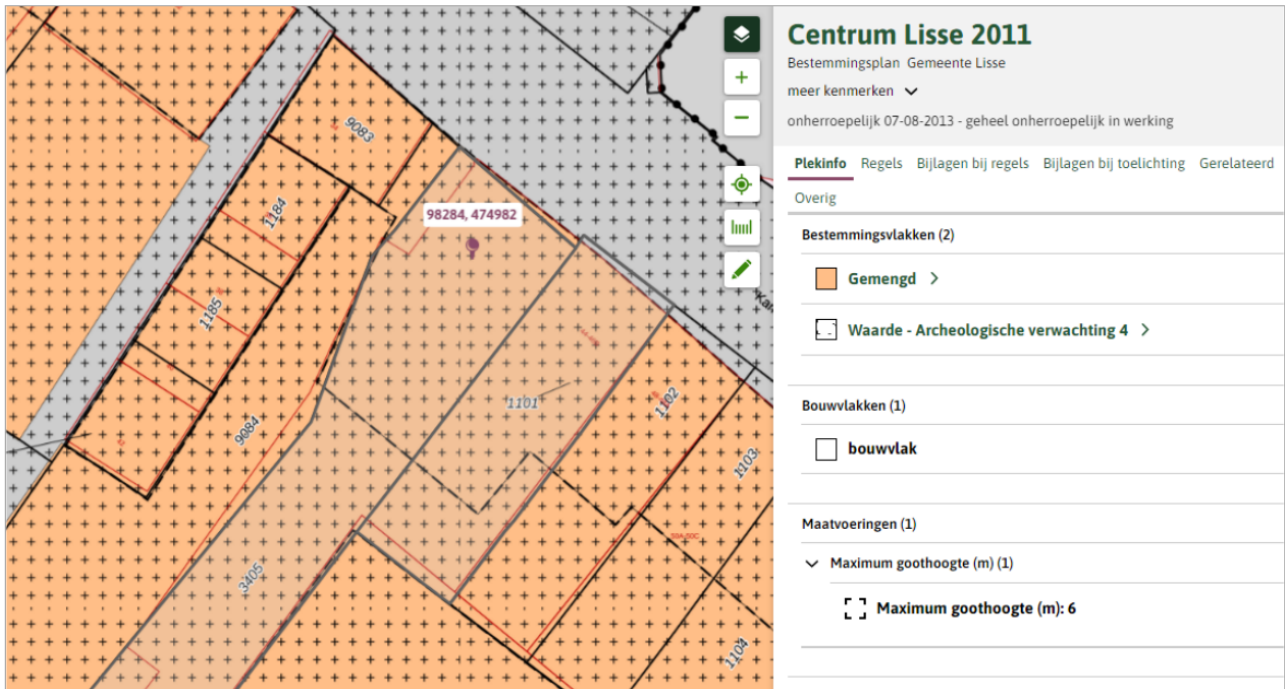 9083
1184
98284, 474982
1185
1101
1102
9084
1103
50A-50C
3405
1104
+
−
Centrum Lisse 2011
Bestemmingsplan Gemeente Lisse
meer kenmerken
onherroepelijk 07-08-2013 - geheel onherroepelijk in werking
Plekinfo Regels Bijlagen bij regels Bijlagen bij toelichting Gerelateerd
Overig
Bestemmingsvlakken (2)
Gemengd >
Waarde - Archeologische verwachting 4 >
Bouwvlakken (1)
bouwvlak
Maatvoeringen (1)
Maximum goothoogte (m) (1)
Maximum goothoogte (m): 6